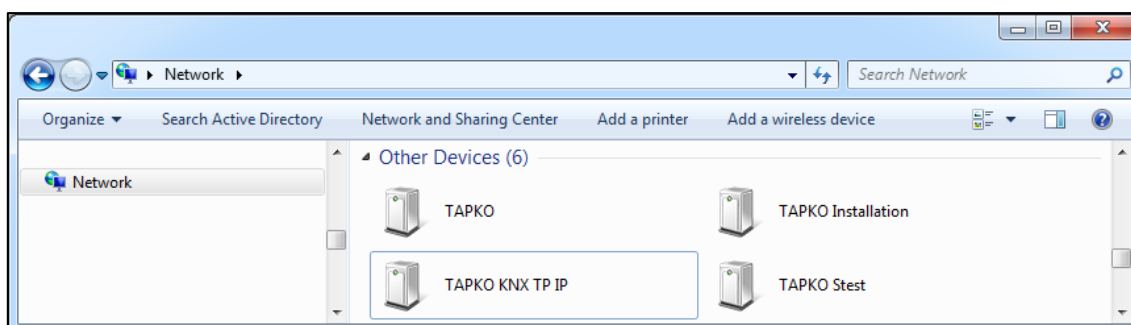 Network
Search Network
Organize Search Active Directory Network and Sharing Center Add a printer Add a wireless device
Network
Other Devices (6)
TAPKO TAPKO Installation
TAPKO KNX TP IP TAPKO Stest